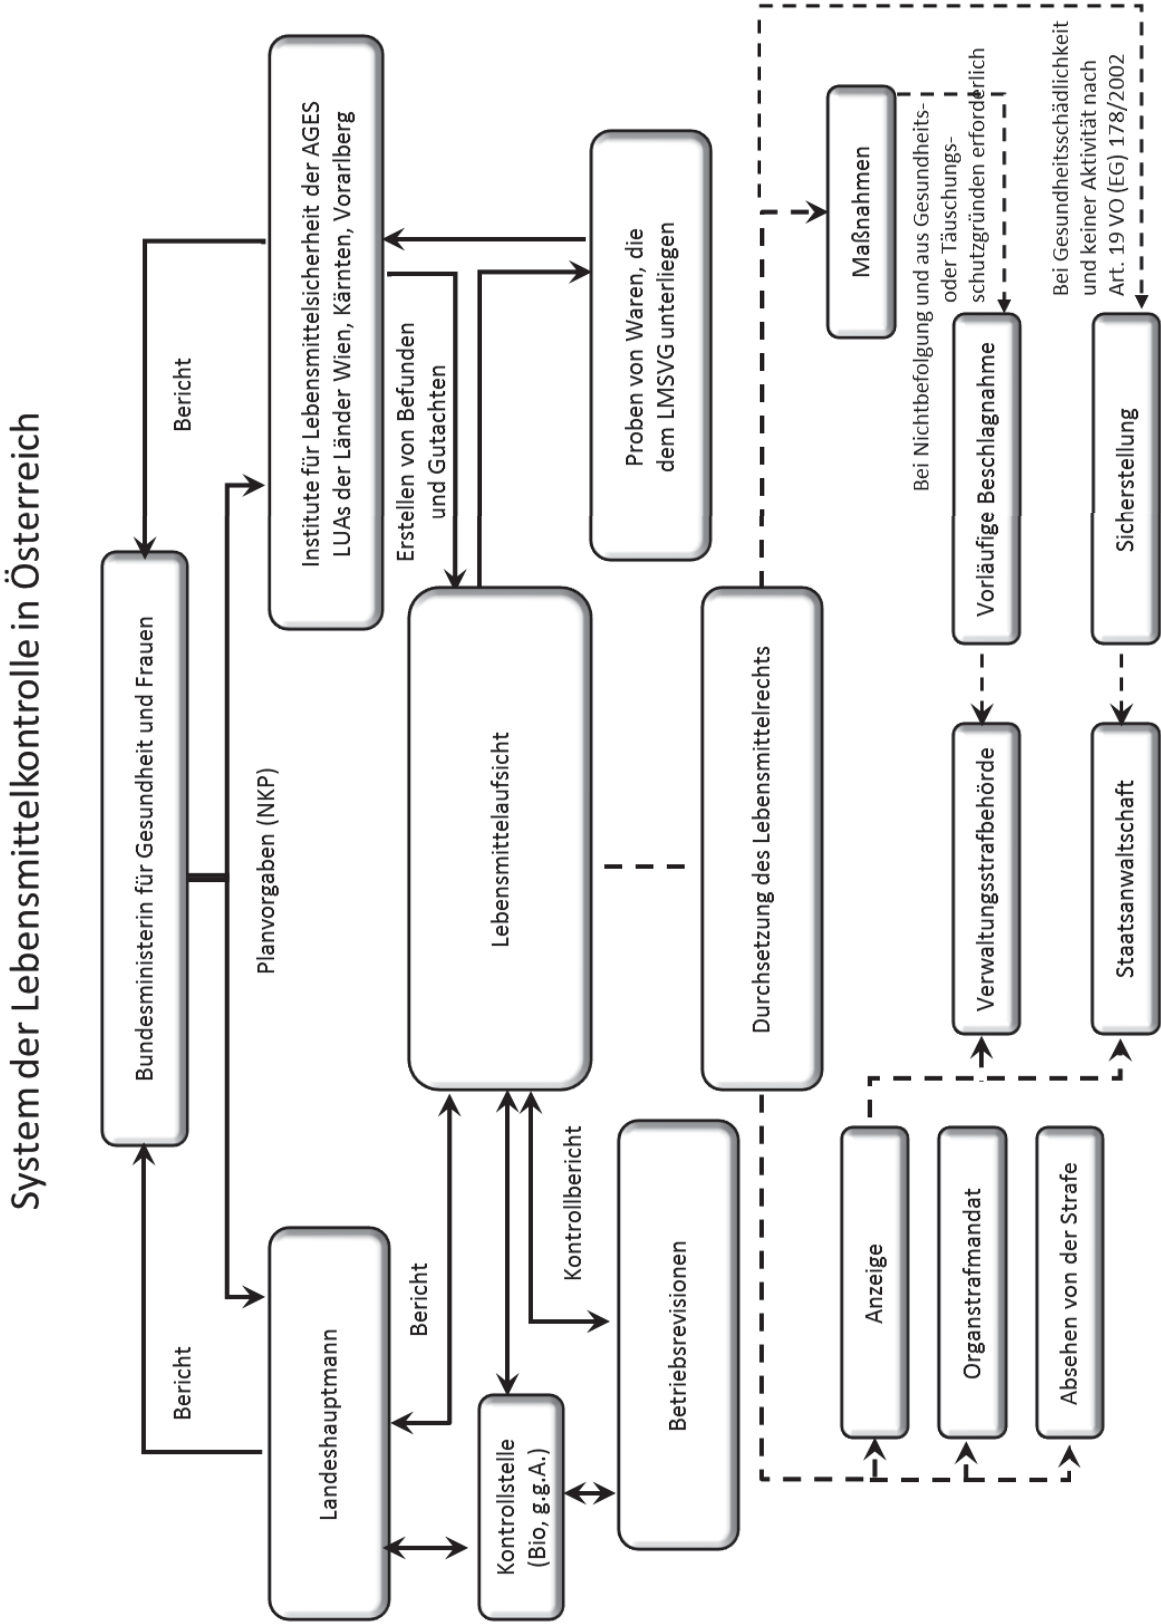 System der Lebensmittelkontrolle in Österreich
Bundesministerin für Gesundheit und Frauen
Bericht
Bericht
Planvorgaben (NKP)
Landeshauptmann
Institute für Lebensmittelsicherheit der AGES
LUAs der Länder Wien, Kärnten, Vorarlberg
Bericht
Erstellen von Befunden
und Gutachten
Lebensmittelaufsicht
Kontrollstelle
(Bio, g.g.A.)
Kontrollbericht
Betriebsrevisionen
Proben von Waren, die
dem LMSVG unterliegen
Durchsetzung des Lebensmittelrechts
Anzeige
Organstrafmandat
Absehen von der Strafe
Maßnahmen
Bei Nichtbefolgung und aus Gesundheits-
oder Täuschungs-
schutzgründen erforderlich
Verwaltungsstrafbehörde
Vorläufige Beschlagnahme
Bei Gesundheitsschädlichkeit
und keiner Aktivität nach
Art. 19 VO (EG) 178/2002
Staatsanwaltschaft
Sicherstellung